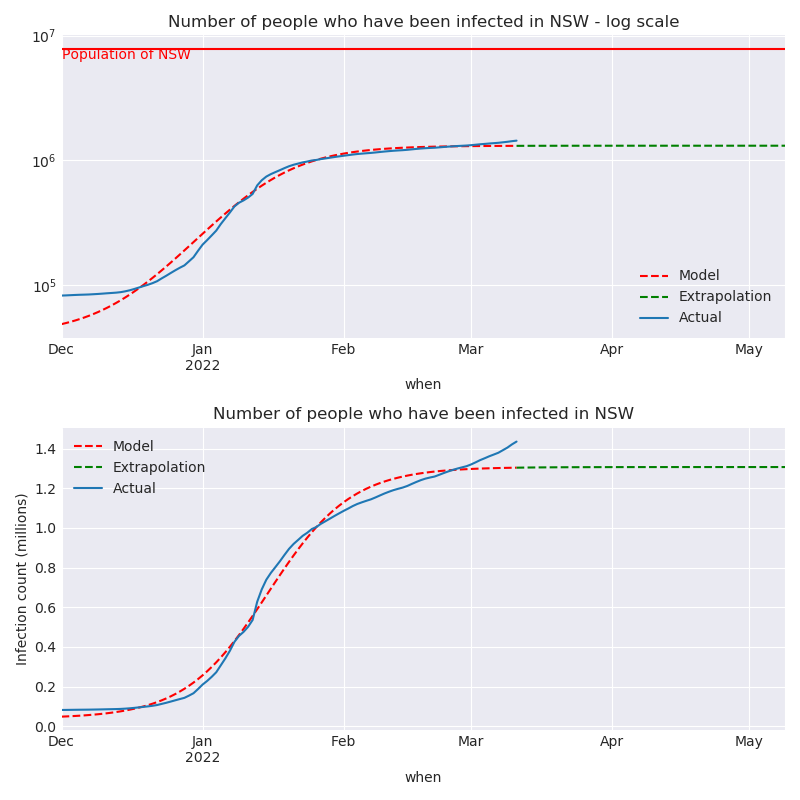 Number of people who have been infected in NSW - log scale
10⁷
Population of NSW
10⁶
10⁵
Model
Extrapolation
Actual
Dec Jan Feb Mar Apr May
2022
when
Number of people who have been infected in NSW
Infection count (millions)
1.4
1.2
1.0
0.8
0.6
0.4
0.2
0.0
Model
Extrapolation
Actual
Dec Jan Feb Mar Apr May
2022
when